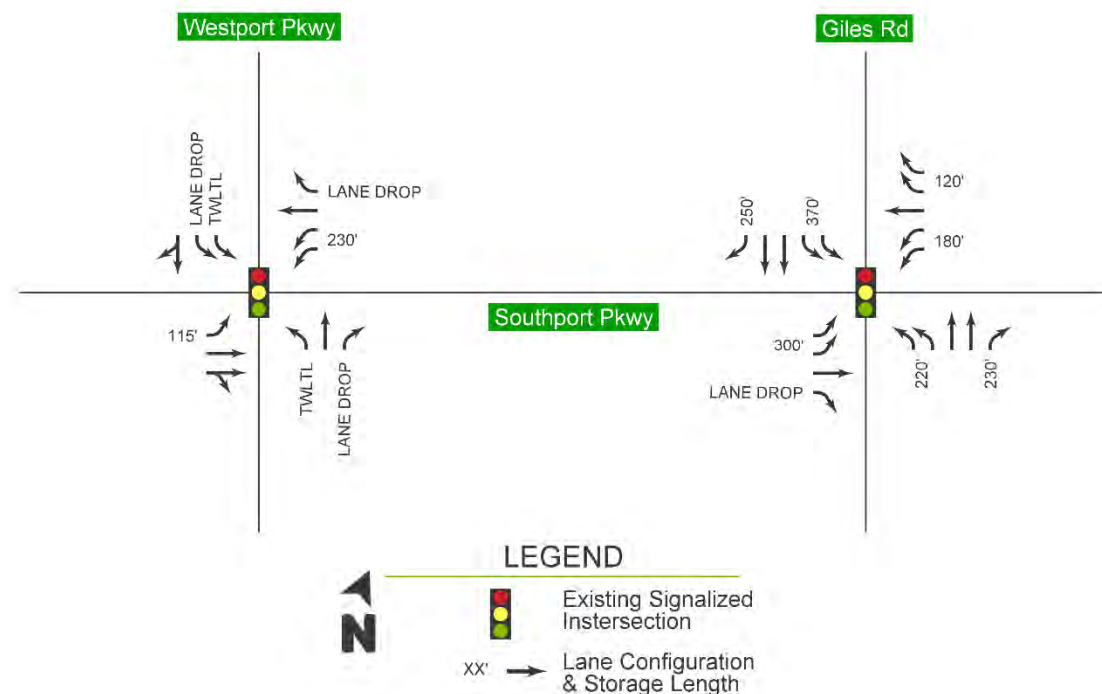 Westport Pkwy
Giles Rd
LANE DROP
TWLTL
LANE DROP
230'
115'
TWLTL
LANE DROP
Southport Pkwy
250'
370'
120'
180'
300'
LANE DROP
220'
230'
LEGEND
Existing Signalized
Instersection
N
XX'
Lane Configuration
& Storage Length